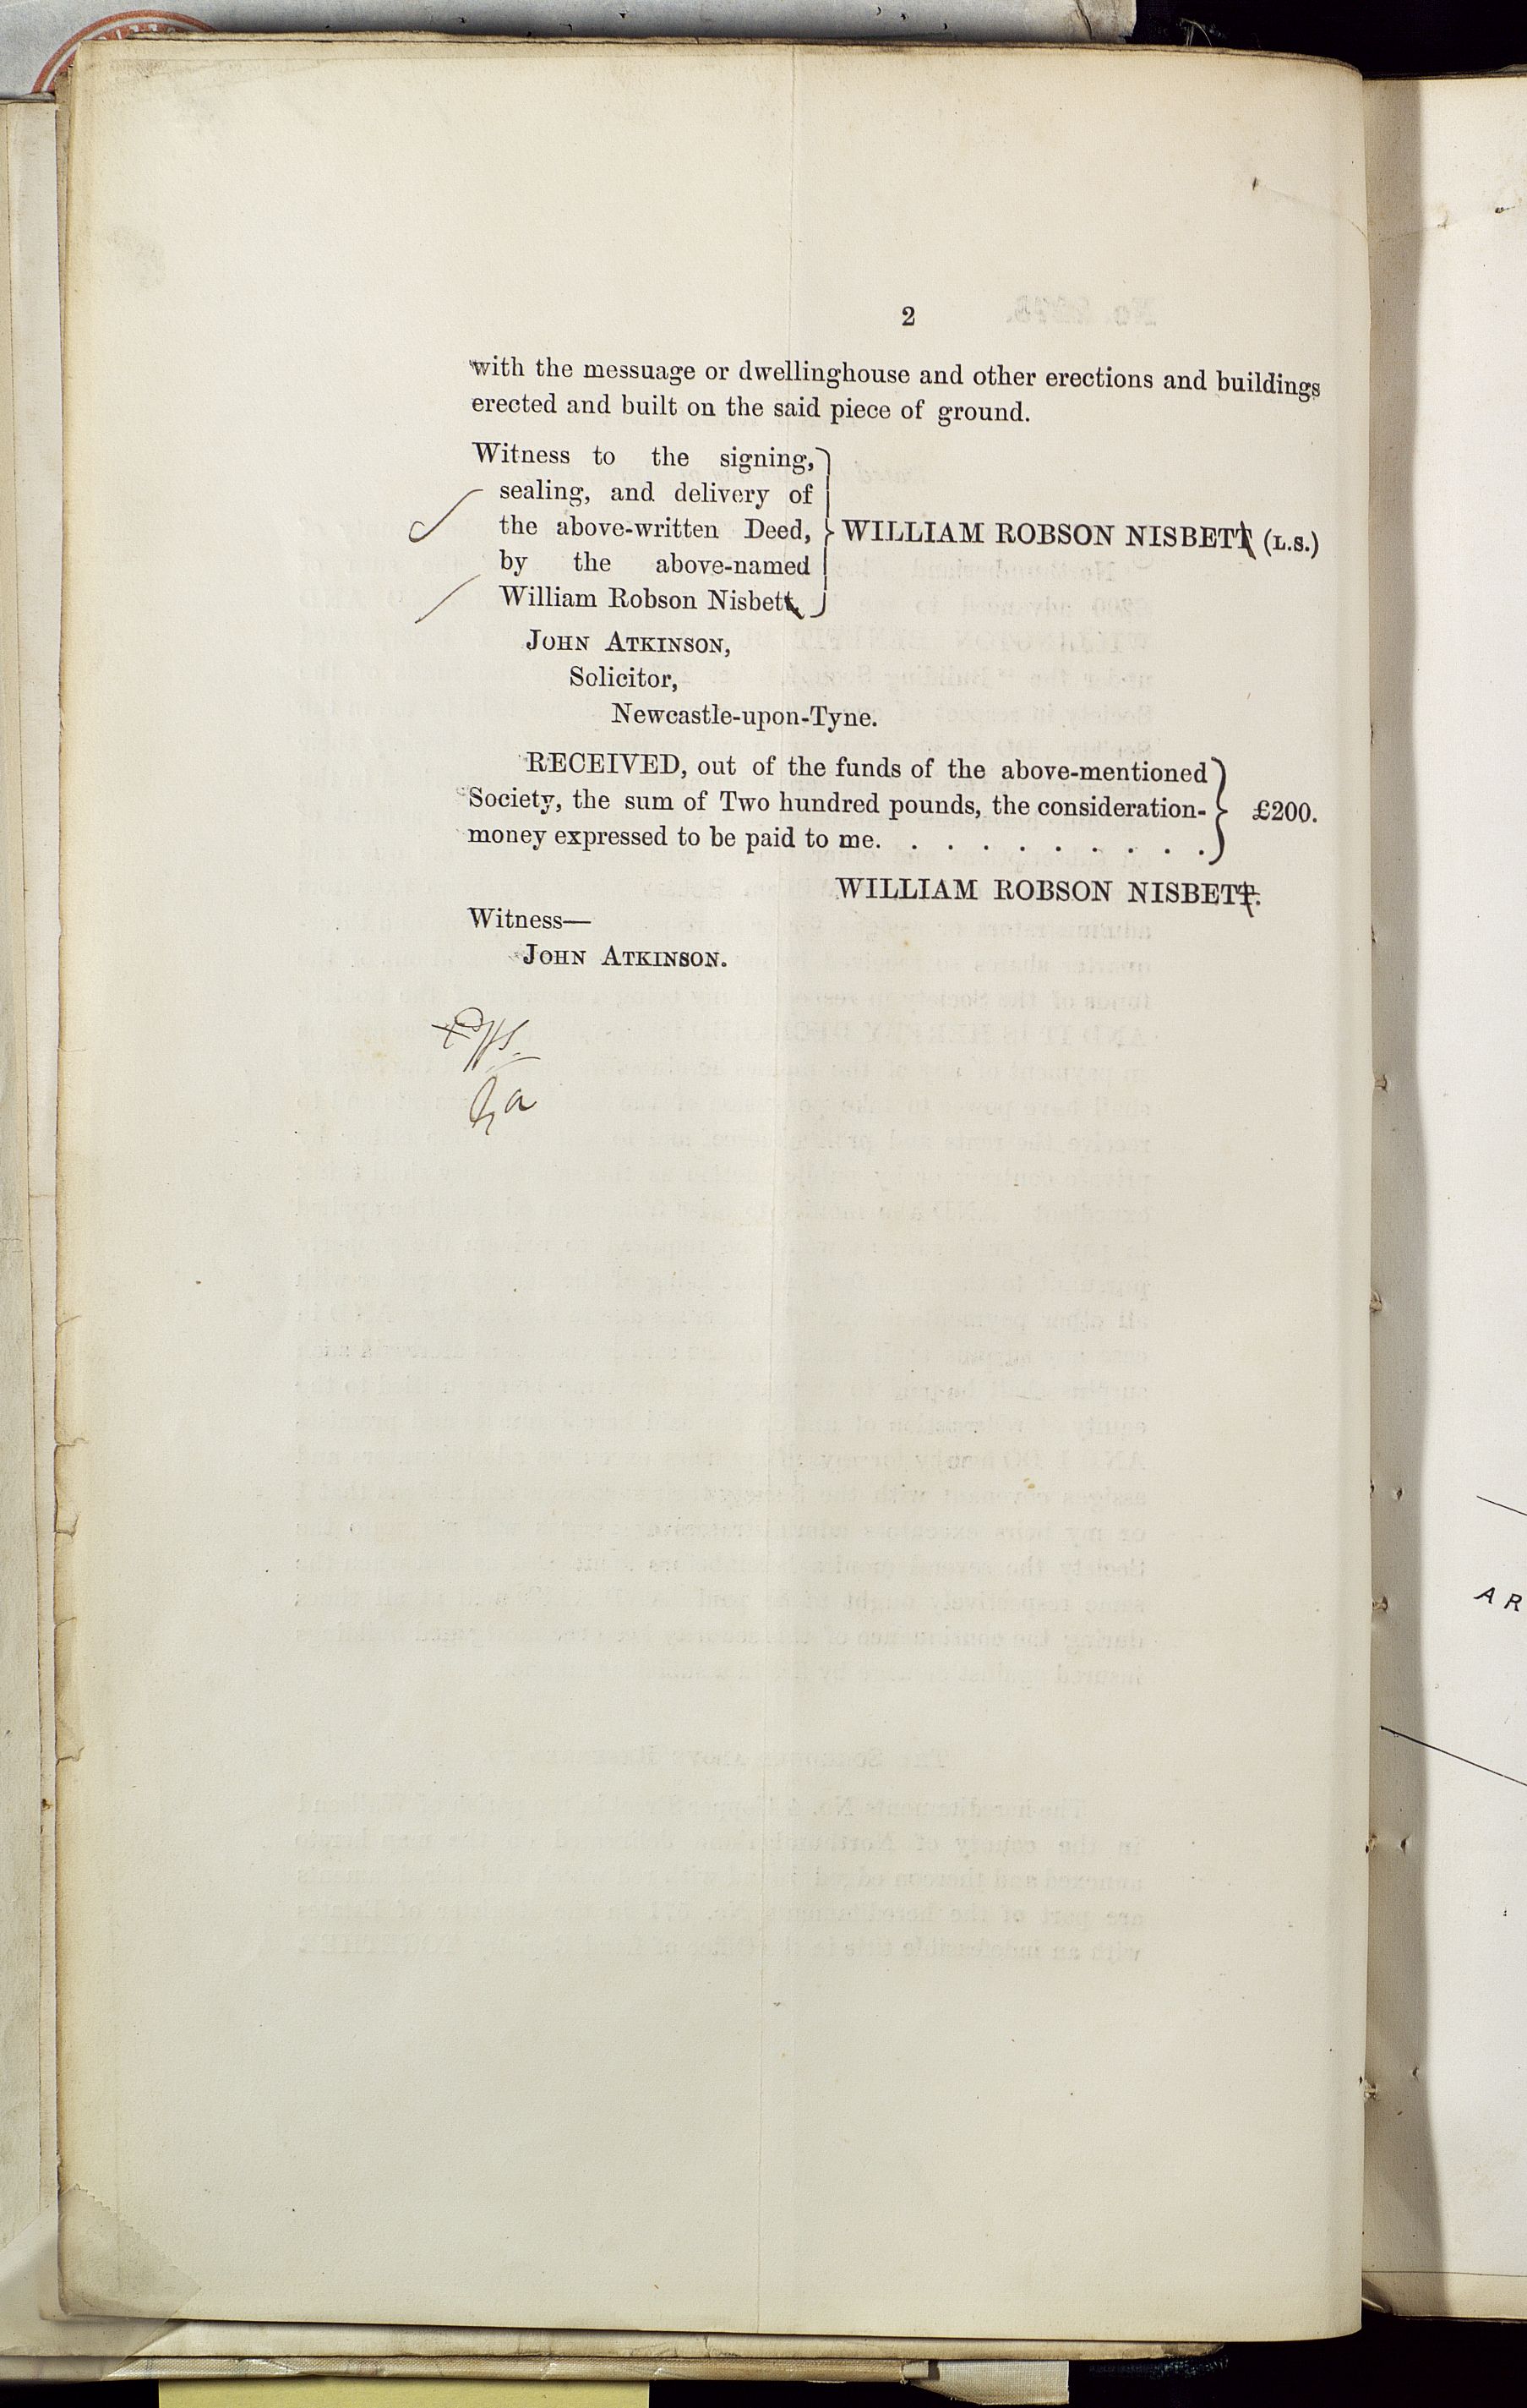 2
with the messuage or dwellinghouse and other erections and buildings
erected and built on the said piece of ground.
Witness to the signing,
sealing, and delivery of
the above-written Deed,
by the above-named
William Robson Nisbett
WILLIAM ROBSON NISBETT (L.S.)
JOHN ATKINSON,
Solicitor,
Newcastle-upon-Tyne.
RECEIVED, out of the funds of the above-mentioned
Society, the sum of Two hundred pounds, the consideration-
money expressed to be paid to me. . . . . . . . . .
£200.
WILLIAM ROBSON NISBETT.
Witness—
JOHN ATKINSON.
AR